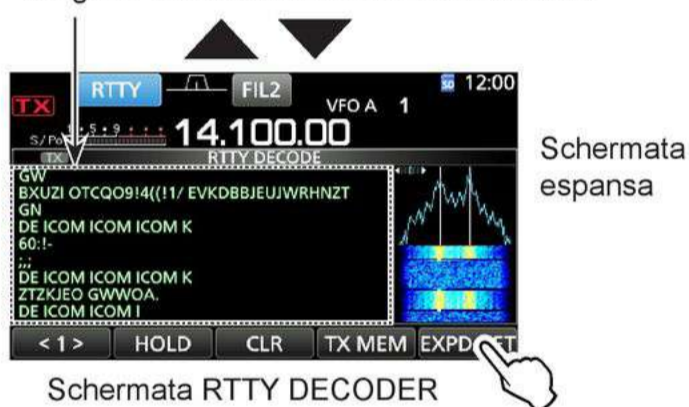 RTTY FIL2 12:00
TX VFO A 1
14.100.00
TX RTTY DECODE
GW
BXUZI OTCQO9!4((!1/ EVKDBBJEUJWRHNZT
GN
DE ICOM ICOM ICOM K
60:!-
;,;
DE ICOM ICOM ICOM K
ZTZKJEO GWWOA.
DE ICOM ICOM I
Schermata
espansa
< 1 > HOLD CLR TX MEM
Schermata RTTY DECODER